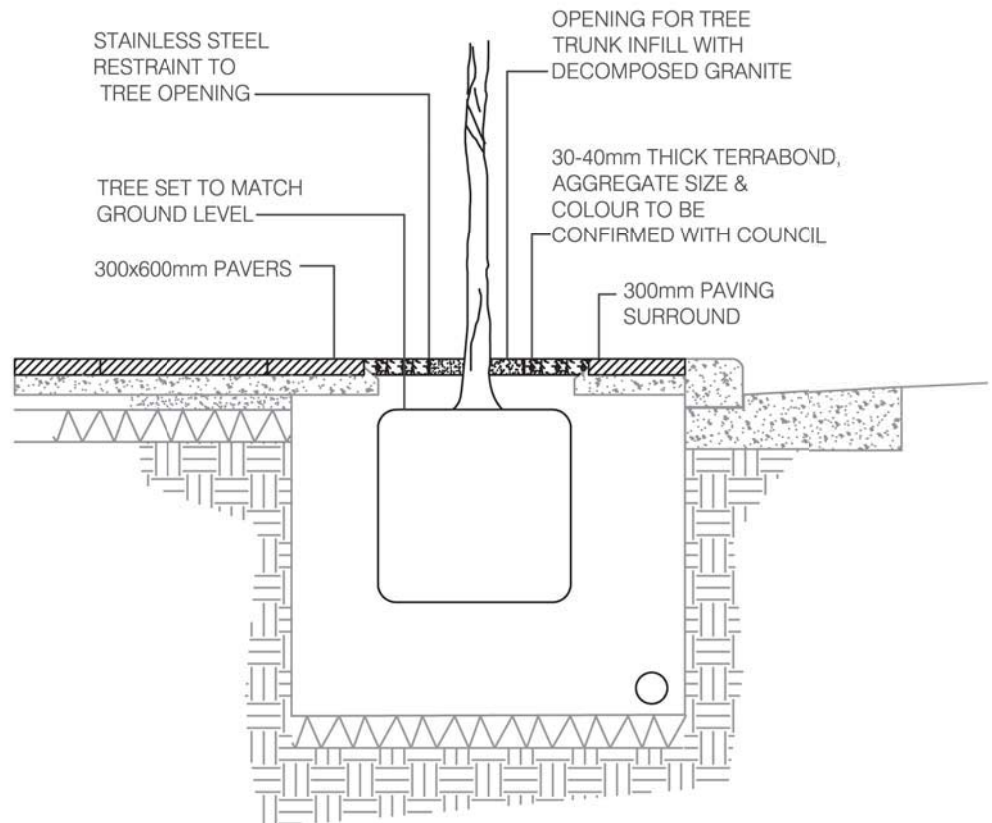 STAINLESS STEEL
RESTRAINT TO
TREE OPENING
TREE SET TO MATCH
GROUND LEVEL
300x600mm PAVERS
OPENING FOR TREE
TRUNK INFILL WITH
DECOMPOSED GRANITE
30-40mm THICK TERRABOND,
AGGREGATE SIZE &
COLOUR TO BE
CONFIRMED WITH COUNCIL
300mm PAVING
SURROUND